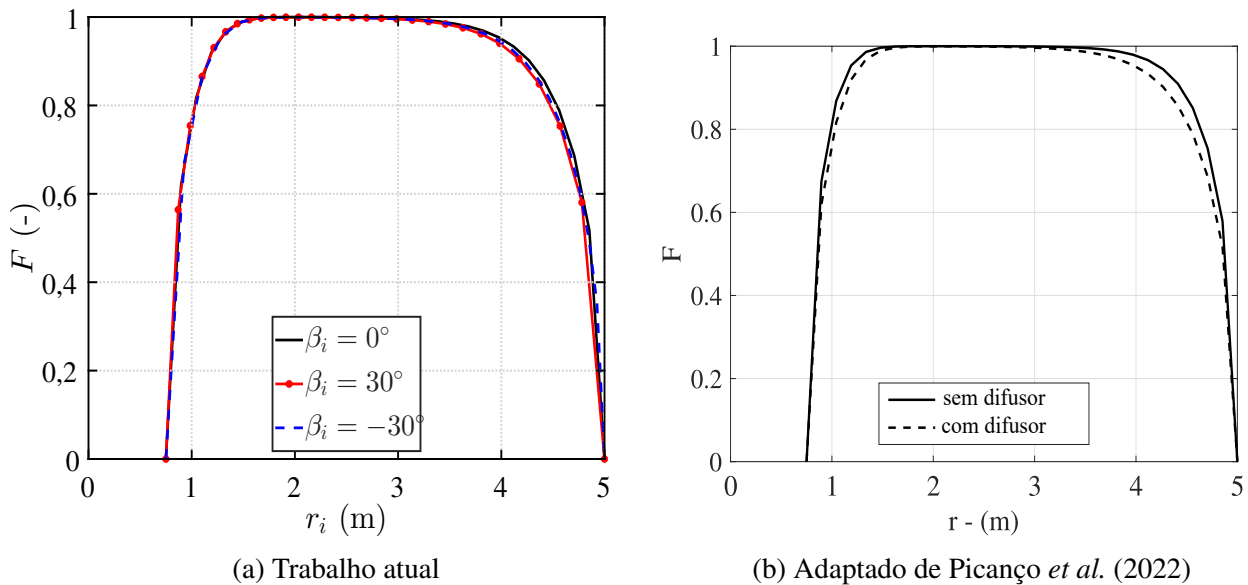 1
0,8
0,6
0,4
0,2
0
F (-)
0 1 2 3 4 5
r_i (m)
β_i = 0°
β_i = 30°
β_i = −30°
(a) Trabalho atual
1
0.8
0.6
0.4
0.2
0
F
0 1 2 3 4 5
r - (m)
sem difusor
com difusor
(b) Adaptado de Picanço et al. (2022)